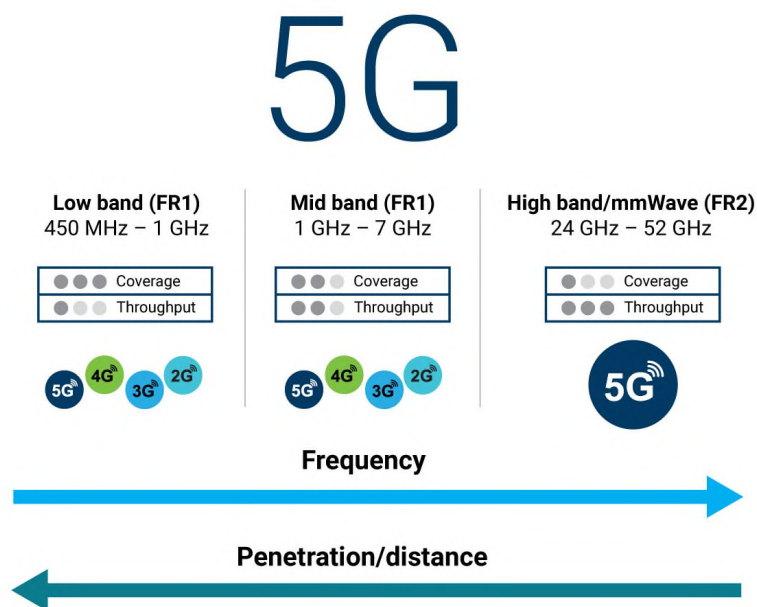 5G
Low band (FR1)
450 MHz – 1 GHz
Coverage
Throughput
5G
4G
3G
2G
Mid band (FR1)
1 GHz – 7 GHz
Coverage
Throughput
5G
4G
3G
2G
High band/mmWave (FR2)
24 GHz – 52 GHz
Coverage
Throughput
5G
Frequency
Penetration/distance